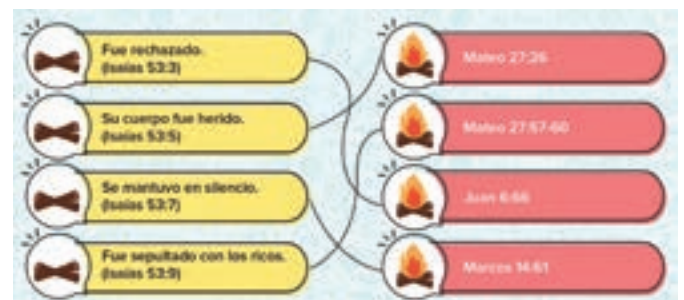 Fue rechazado.
(Isaías 53:3)
Su cuerpo fue herido.
(Isaías 53:5)
Se mantuvo en silencio.
(Isaías 53:7)
Fue sepultado con los ricos.
(Isaías 53:9)
Mateo 27:26
Mateo 27:57-60
Juan 6:66
Marcos 14:61